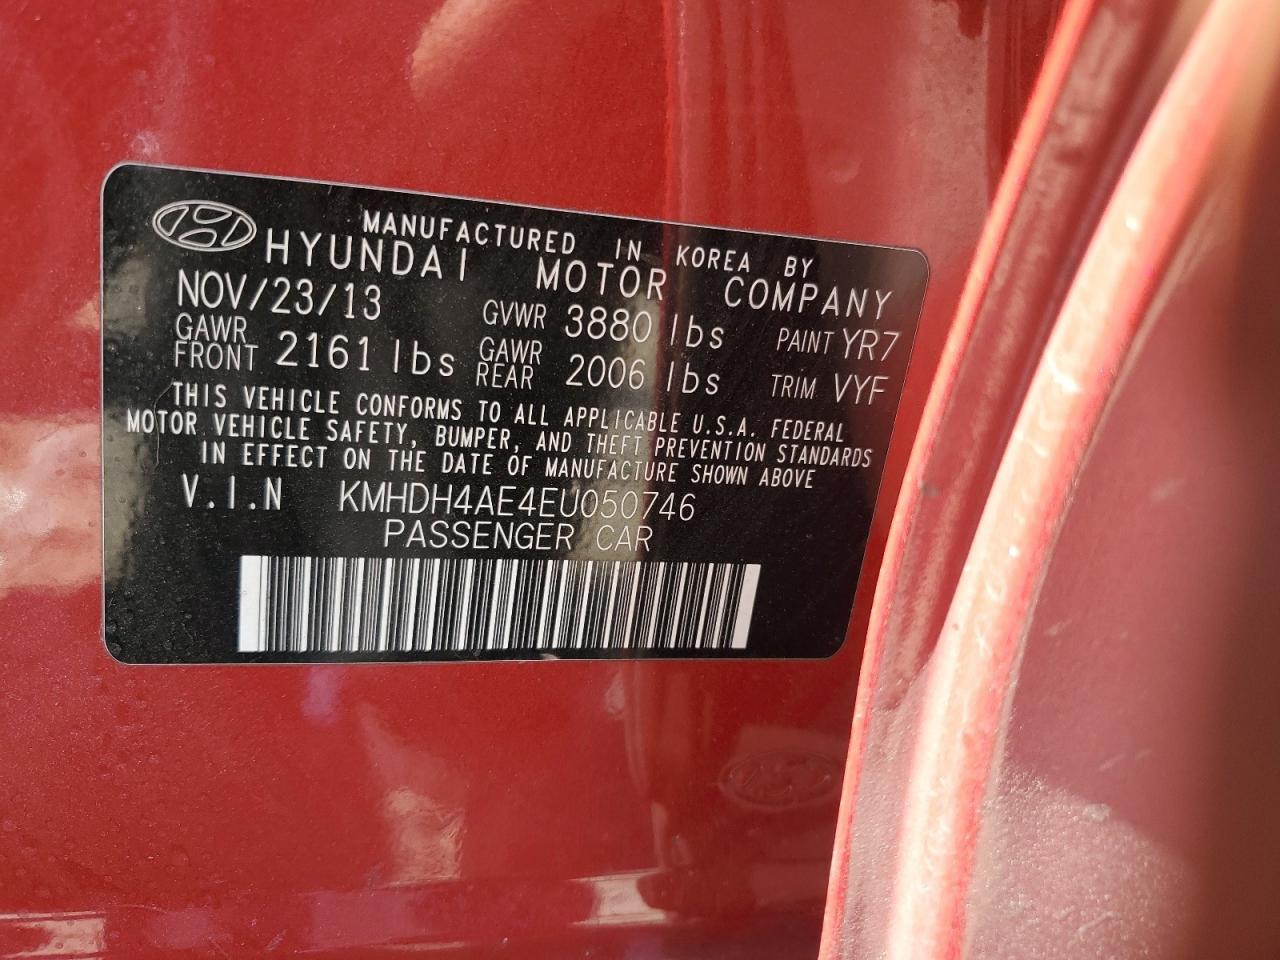 MANUFACTURED IN KOREA BY
HYUNDAI MOTOR COMPANY
NOV/23/13 GVWR 3880 lbs PAINT YR7
GAWR FRONT 2161 lbs GAWR REAR 2006 lbs TRIM VYF
THIS VEHICLE CONFORMS TO ALL APPLICABLE U.S.A. FEDERAL
MOTOR VEHICLE SAFETY, BUMPER, AND THEFT PREVENTION STANDARDS
IN EFFECT ON THE DATE OF MANUFACTURE SHOWN ABOVE
V.I.N KMHDH4AE4EU050746
PASSENGER CAR